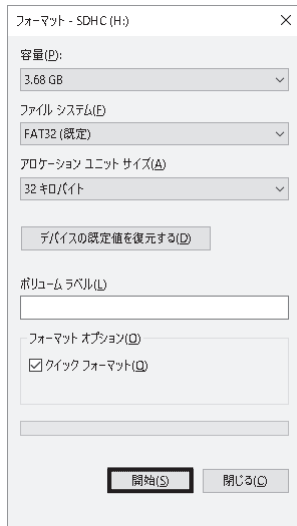 フォーマット - SDHC (H:)
容量(P):
3.68 GB
ファイル システム(F)
FAT32 (既定)
アロケーション ユニット サイズ(A)
32 キロバイト
デバイスの既定値を復元する(D)
ボリューム ラベル(L)
フォーマット オプション(O)
クイック フォーマット(Q)
開始(S) 閉じる(C)